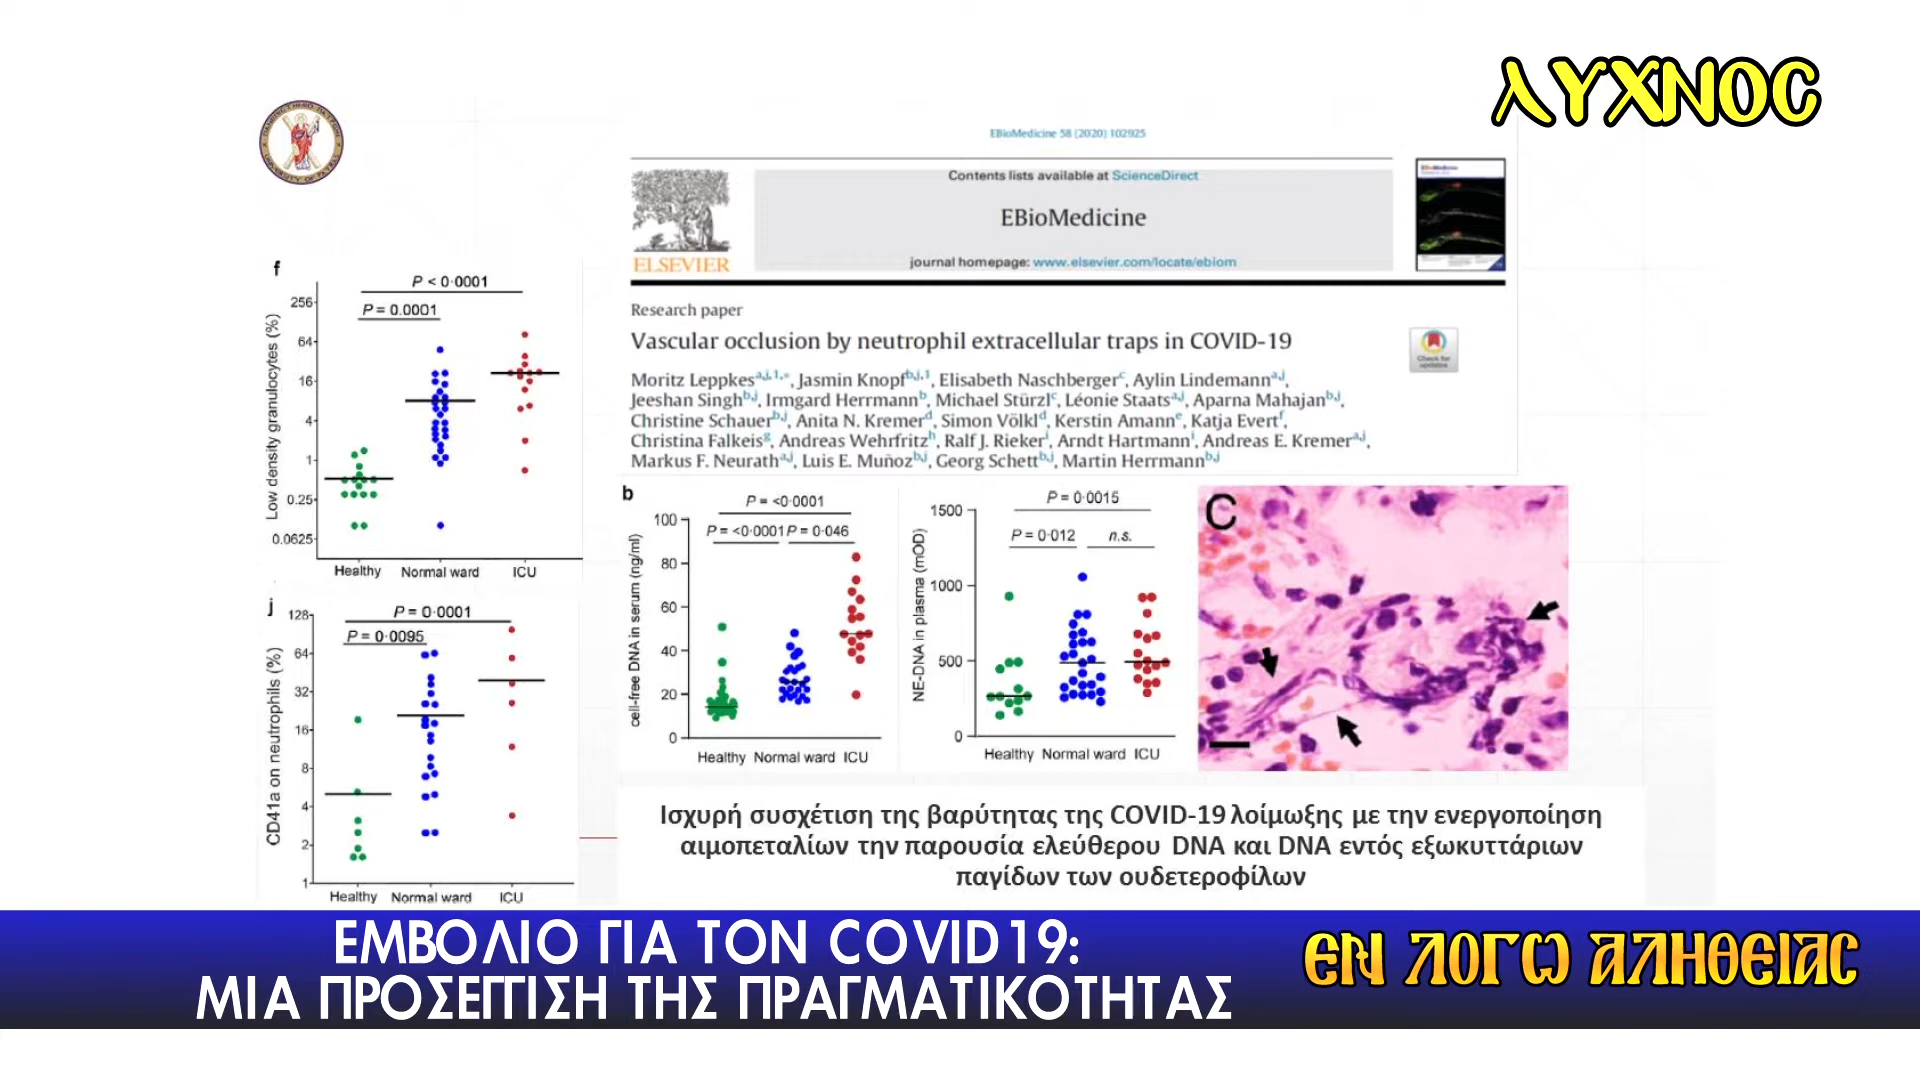 ΛΥΧΝΟС
EBioMedicine 58 (2020) 102925
Contents lists available at ScienceDirect
EBioMedicine
journal homepage: www.elsevier.com/locate/ebiom
ELSEVIER
Check for
updates
Research paper
Vascular occlusion by neutrophil extracellular traps in COVID-19
Moritz Leppkes^a,j,1,*, Jasmin Knopf^b,j,1, Elisabeth Naschberger^c, Aylin Lindemann^a,j,
Jeeshan Singh^b,j, Irmgard Herrmann^b, Michael Stürzl^c, Léonie Staats^a,j, Aparna Mahajan^b,j,
Christine Schauer^b,j, Anita N. Kremer^d, Simon Völkl^d, Kerstin Amann^e, Katja Evert^f,
Christina Falkeis^g, Andreas Wehrfritz^h, Ralf J. Rieker^i, Arndt Hartmann^i, Andreas E. Kremer^a,j,
Markus F. Neurath^a,j, Luis E. Muñoz^b,j, Georg Schett^b,j, Martin Herrmann^b,j
f
P < 0·0001
P = 0.0001
Low density granulocytes (%)
256
64
16
4
1
0.25
0.0625
Healthy Normal ward ICU
j
P = 0·0001
P = 0·0095
CD41a on neutrophils (%)
128
64
32
16
8
4
2
1
Healthy Normal ward ICU
b
P = <0·0001
P = <0·0001 P = 0·046
cell-free DNA in serum (ng/ml)
100
80
60
40
20
0
Healthy Normal ward ICU
P = 0·0015
P = 0·012 n.s.
NE-DNA in plasma (mOD)
1500
1000
500
0
Healthy Normal ward ICU
C
Ισχυρή συσχέτιση της βαρύτητας της COVID-19 λοίμωξης με την ενεργοποίηση
αιμοπεταλίων την παρουσία ελεύθερου DNA και DNA εντός εξωκυττάριων
παγίδων των ουδετεροφίλων
ΕΜΒΟΛΙΟ ΓΙΑ ΤΟΝ COVID19:
ΜΙΑ ΠΡΟΣΕΓΓΙΣΗ ΤΗΣ ΠΡΑΓΜΑΤΙΚΟΤΗΤΑΣ
ΕΝ ΛΟΓΩ ΑΛΗΘΕΙΑС